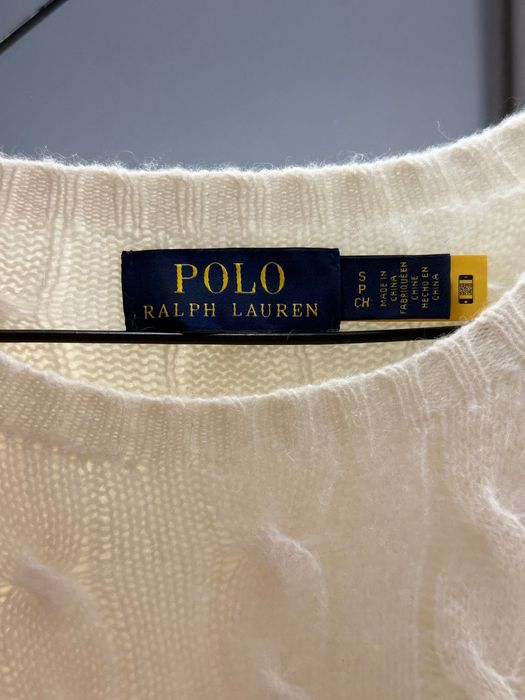 POLO
RALPH LAUREN
S
P
CH
MADE IN
CHINA
FABRIQUÉ EN
CHINE
HECHO EN
CHINA